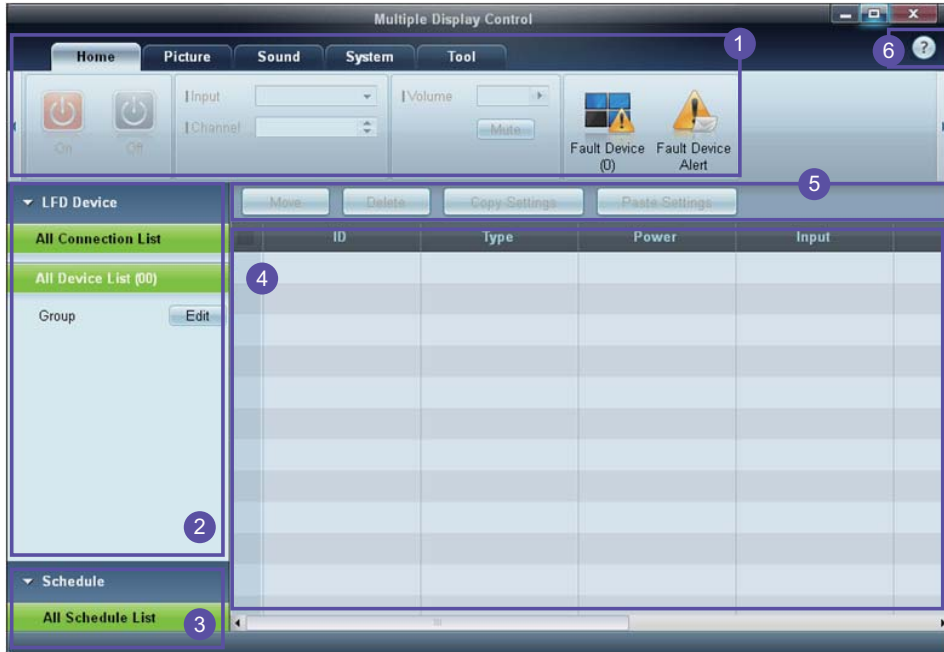 Multiple Display Control
Home Picture Sound System Tool
1
6
?
Input
Channel
On Off
Volume
Mute
Fault Device
(0)
Fault Device
Alert
LFD Device
All Connection List
All Device List (00)
Group Edit
2
Schedule
All Schedule List
3
5
Move Delete Copy Settings Paste Settings
ID Type Power Input
4